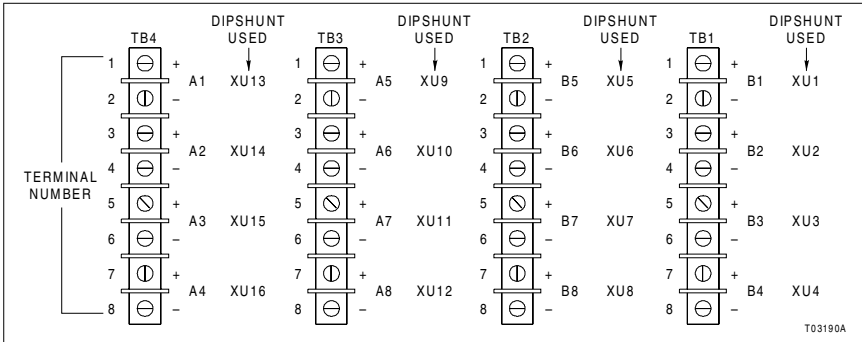 DIPSHUNT DIPSHUNT DIPSHUNT DIPSHUNT
TB4 USED TB3 USED TB2 USED TB1 USED
1 + 1 + 1 + 1 +
A1 XU13 A5 XU9 B5 XU5 B1 XU1
2 – 2 – 2 – 2 –
3 + 3 + 3 + 3 +
A2 XU14 A6 XU10 B6 XU6 B2 XU2
4 – 4 – 4 – 4 –
TERMINAL
NUMBER
5 + 5 + 5 + 5 +
A3 XU15 A7 XU11 B7 XU7 B3 XU3
6 – 6 – 6 – 6 –
7 + 7 + 7 + 7 +
A4 XU16 A8 XU12 B8 XU8 B4 XU4
8 – 8 – 8 – 8 –
T03190A